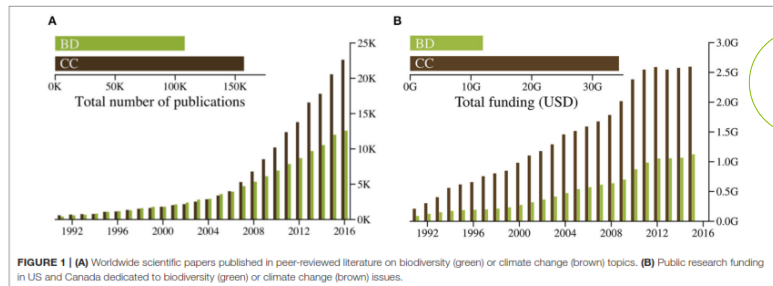 A
BD
CC
0K 50K 100K 150K
Total number of publications
25K
20K
15K
10K
5K
0K
1992 1996 2000 2004 2008 2012 2016
B
BD
CC
0G 10G 20G 30G
Total funding (USD)
3.0G
2.5G
2.0G
1.5G
1.0G
0.5G
0.0G
1992 1996 2000 2004 2008 2012 2016
FIGURE 1 | (A) Worldwide scientific papers published in peer-reviewed literature on biodiversity (green) or climate change (brown) topics. (B) Public research funding
in US and Canada dedicated to biodiversity (green) or climate change (brown) issues.